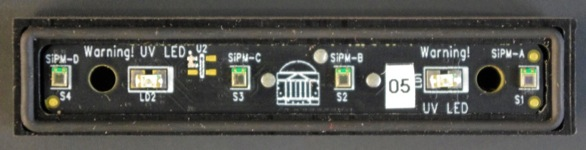 Warning! UV LED
U2
Warning!
SiPM-D
SiPM-C
SiPM-B
SiPM-A
05
S4
LD2
S3
S2
UV LED
S1